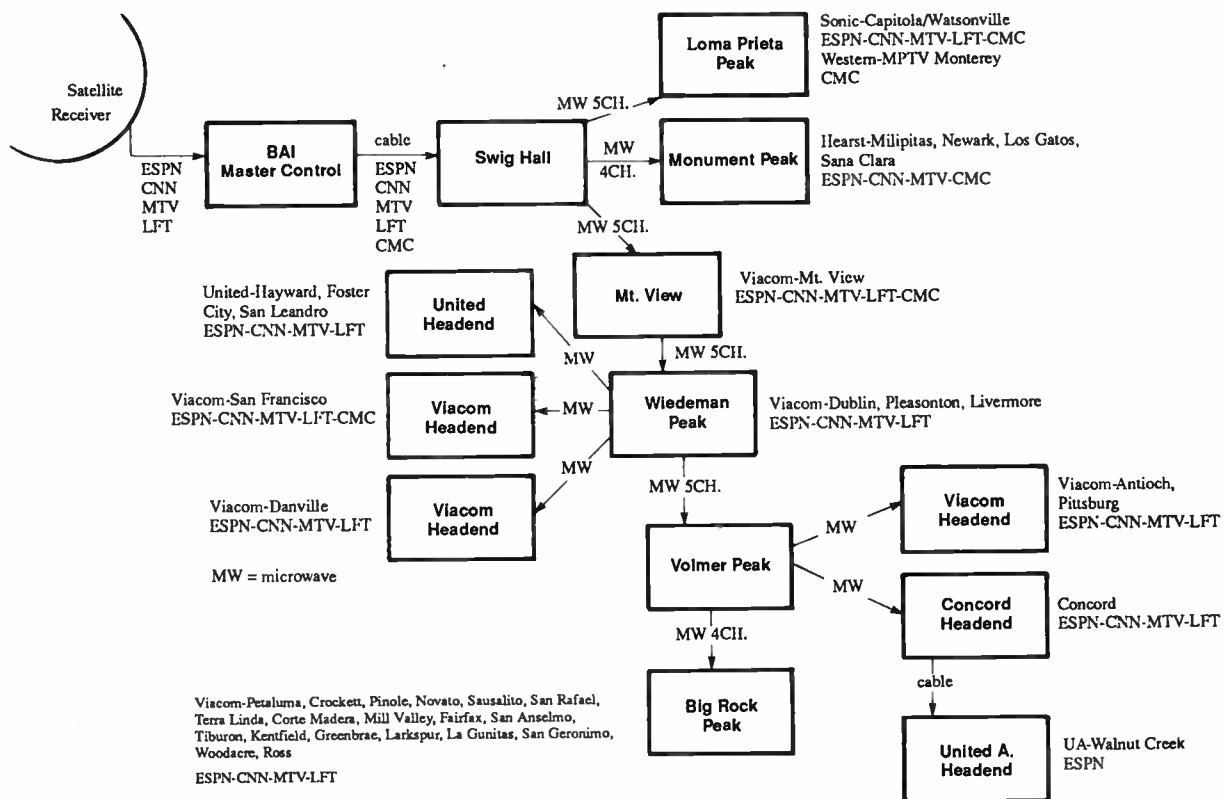 Satellite
Receiver
ESPN
CNN
MTV
LFT
BAI
Master Control
cable
ESPN
CNN
MTV
LFT
CMC
Swig Hall
MW 5CH.
Loma Prieta
Peak
Sonic-Capitola/Watsonville
ESPN-CNN-MTV-LFT-CMC
Western-MPTV Monterey
CMC
MW
4CH.
Monument Peak
Hearst-Milipitas, Newark, Los Gatos,
Sana Clara
ESPN-CNN-MTV-CMC
MW 5CH.
Mt. View
Viacom-Mt. View
ESPN-CNN-MTV-LFT-CMC
MW 5CH.
United-Hayward, Foster
City, San Leandro
ESPN-CNN-MTV-LFT
United
Headend
MW
Viacom-San Francisco
ESPN-CNN-MTV-LFT-CMC
Viacom
Headend
MW
Wiedeman
Peak
Viacom-Dublin, Pleasonton, Livermore
ESPN-CNN-MTV-LFT
MW
Viacom-Danville
ESPN-CNN-MTV-LFT
Viacom
Headend
MW = microwave
MW 5CH.
Volmer Peak
MW
Viacom
Headend
Viacom-Antioch,
Pittsburg
ESPN-CNN-MTV-LFT
MW
Concord
Headend
Concord
ESPN-CNN-MTV-LFT
MW 4CH.
Big Rock
Peak
cable
United A.
Headend
UA-Walnut Creek
ESPN
Viacom-Petaluma, Crockett, Pinole, Novato, Sausalito, San Rafael,
Terra Linda, Corte Madera, Mill Valley, Fairfax, San Anselmo,
Tiburon, Kentfield, Greenbrae, Larkspur, La Gunitas, San Geronimo,
Woodacre, Ross
ESPN-CNN-MTV-LFT